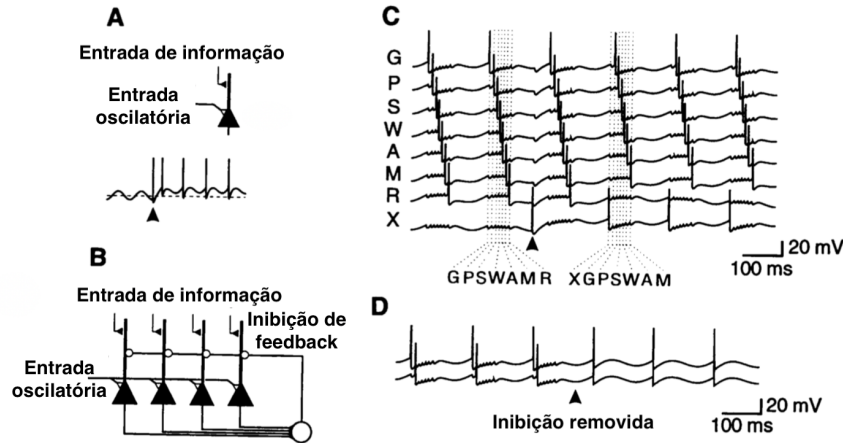 A
Entrada de informação
Entrada
oscilatória
B
Entrada de informação
Inibição de
feedback
Entrada
oscilatória
C
G
P
S
W
A
M
R
X
20 mV
100 ms
GPSWAMR XGPSWAM
D
Inibição removida
20 mV
100 ms